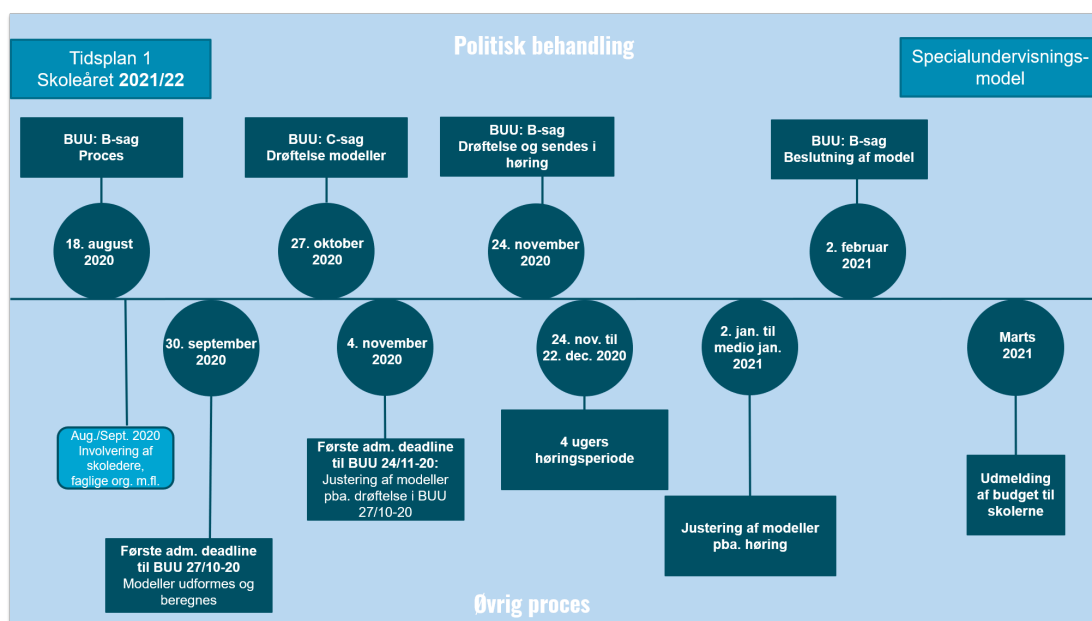 Politisk behandling
Tidsplan 1
Skoleåret 2021/22
Specialundervisnings-
model
BUU: B-sag
Proces
BUU: C-sag
Drøftelse modeller
BUU: B-sag
Drøftelse og sendes i
høring
BUU: B-sag
Beslutning af model
18. august
2020
27. oktober
2020
24. november
2020
2. februar
2021
30. september
2020
4. november
2020
24. nov. til
22. dec. 2020
2. jan. til
medio jan.
2021
Marts
2021
Aug./Sept. 2020
Involvering af
skoledere,
faglige org. m.fl.
Første adm. deadline
til BUU 24/11-20:
Justering af modeller
pba. drøftelse i BUU
27/10-20
4 ugers
høringsperiode
Udmelding
af budget til
skolerne
Justering af modeller
pba. høring
Første adm. deadline
til BUU 27/10-20
Modeller udformes og
beregnes
Øvrig proces